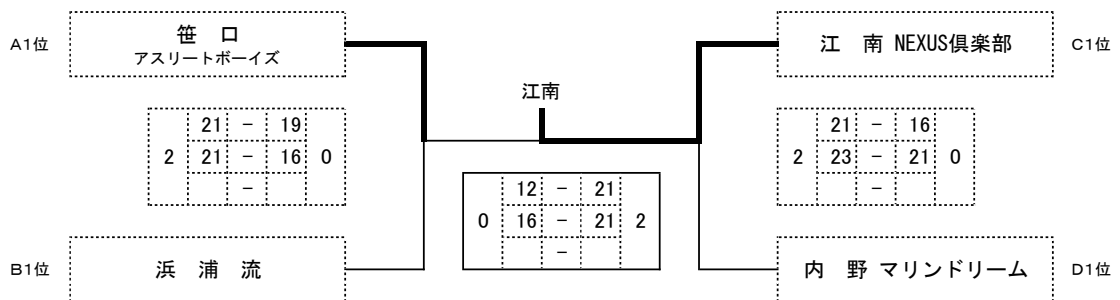 A1位
笹　口
アスリートボーイズ
江　南 NEXUS倶楽部
C1位
江南
21 － 19
2 21 － 16 0
－
21 － 16
2 23 － 21 0
－
12 － 21
0 16 － 21 2
－
B1位
浜　浦　流
内　野 マリンドリーム
D1位